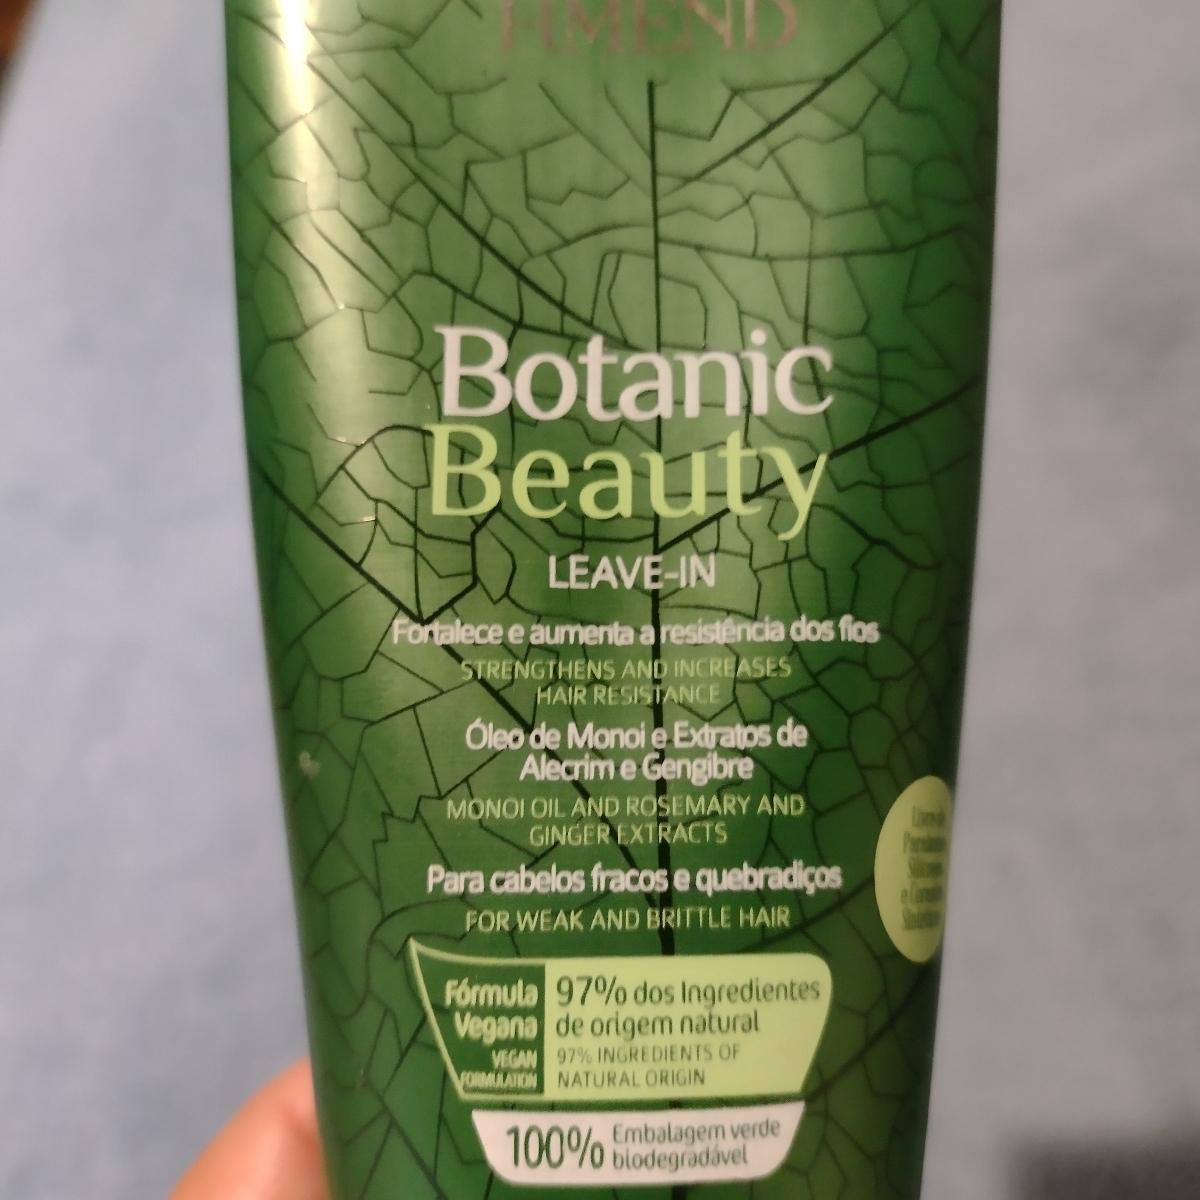 Botanic
Beauty
LEAVE-IN
Fortalece e aumenta a resistência dos fios
STRENGTHENS AND INCREASES
HAIR RESISTANCE
Óleo de Monoi e Extratos de
Alecrim e Gengibre
MONOI OIL AND ROSEMARY AND
GINGER EXTRACTS
Para cabelos fracos e quebradiços
FOR WEAK AND BRITTLE HAIR
Fórmula
Vegana
VEGAN
FORMULATION
97% dos Ingredientes
de origem natural
97% INGREDIENTS OF
NATURAL ORIGIN
100% Embalagem verde
biodegradável